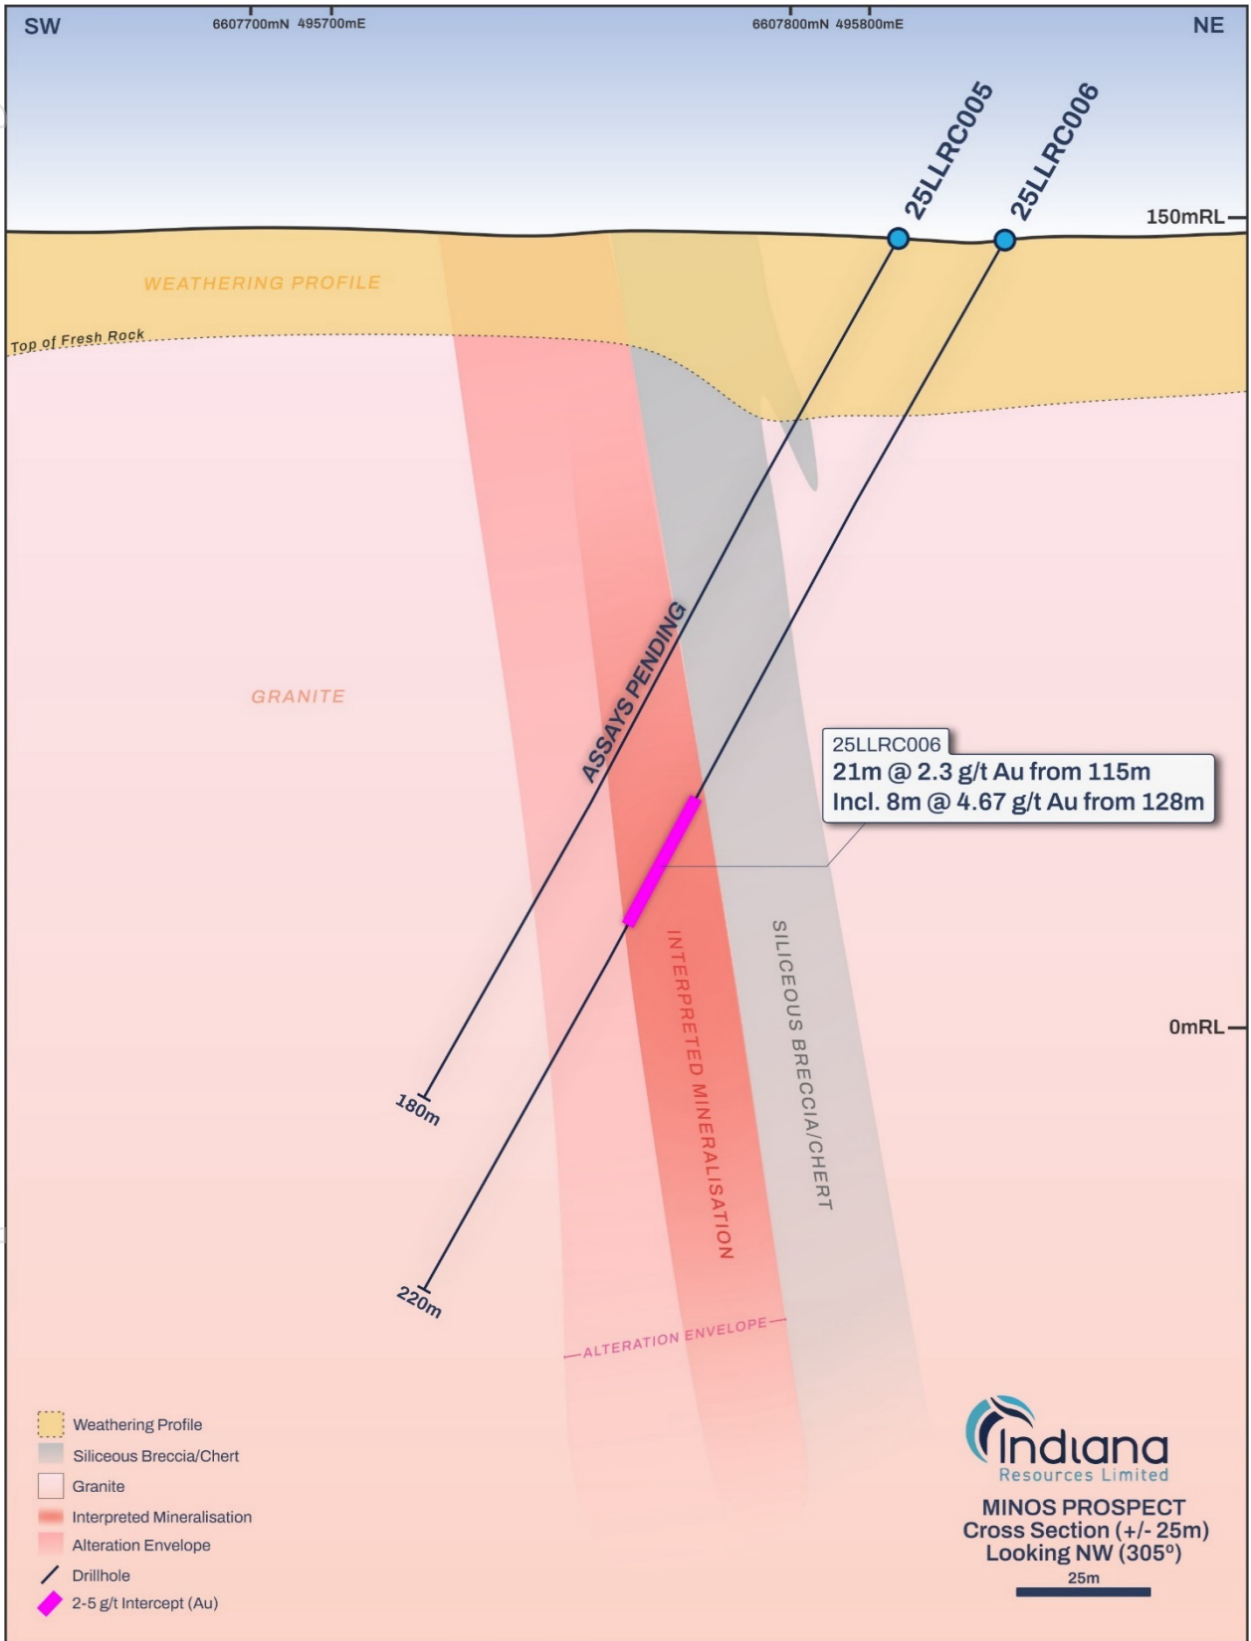 SW
6607700mN 495700mE
6607800mN 495800mE
NE
25LLRC005
25LLRC006
150mRL
WEATHERING PROFILE
Top of Fresh Rock
ASSAYS PENDING
GRANITE
25LLRC006
21m @ 2.3 g/t Au from 115m
Incl. 8m @ 4.67 g/t Au from 128m
INTERPRETED MINERALISATION
SILICEOUS BRECCIA/CHERT
0mRL
180m
220m
ALTERATION ENVELOPE
Weathering Profile
Siliceous Breccia/Chert
Granite
Interpreted Mineralisation
Alteration Envelope
Drillhole
2-5 g/t Intercept (Au)
Indiana
Resources Limited
MINOS PROSPECT
Cross Section (+/- 25m)
Looking NW (305º)
25m